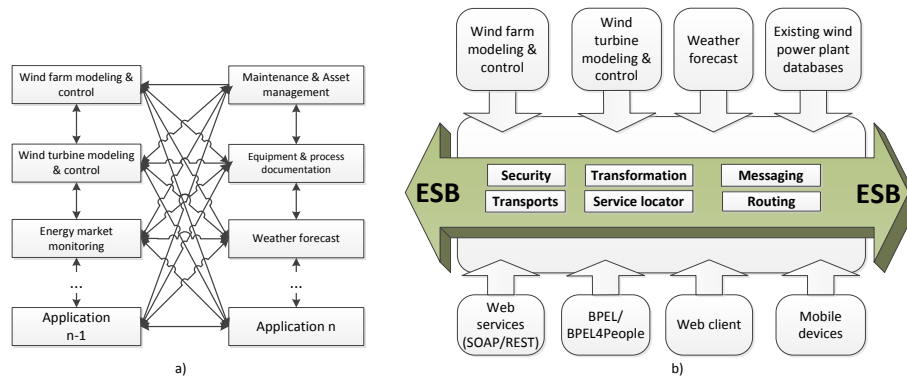 Wind farm modeling &
control
Maintenance & Asset
management
Wind turbine modeling
& control
Equipment & process
documentation
Energy market
monitoring
Weather forecast
...
...
Application
n-1
Application n
a)
Wind farm
modeling &
control
Wind
turbine
modeling &
control
Weather
forecast
Existing wind
power plant
databases
ESB
Security
Transformation
Messaging
Transports
Service locator
Routing
ESB
Web
services
(SOAP/REST)
BPEL/
BPEL4People
Web client
Mobile
devices
b)